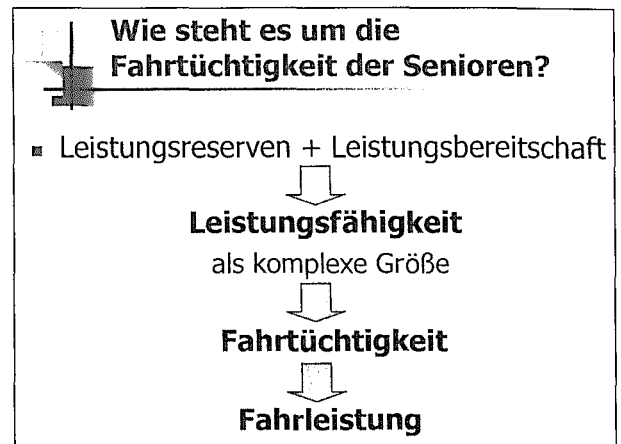 Wie steht es um die
Fahrtüchtigkeit der Senioren?
Leistungsreserven + Leistungsbereitschaft
Leistungsfähigkeit
als komplexe Größe
Fahrtüchtigkeit
Fahrleistung